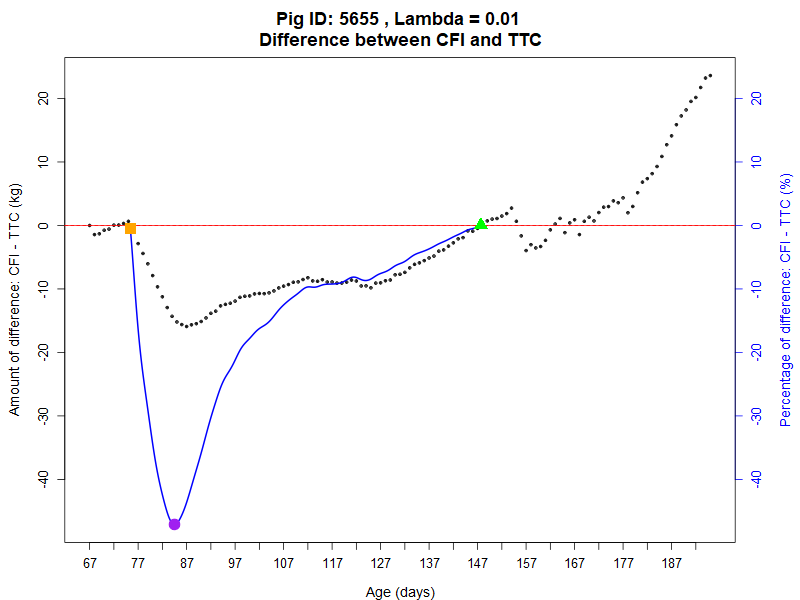 Pig ID: 5655 , Lambda = 0.01
Difference between CFI and TTC
Amount of difference: CFI - TTC (kg)
20
10
0
-10
-20
-30
-40
20
10
0
-10
-20
-30
-40
Percentage of difference: CFI - TTC (%)
67 77 87 97 107 117 127 137 147 157 167 177 187
Age (days)